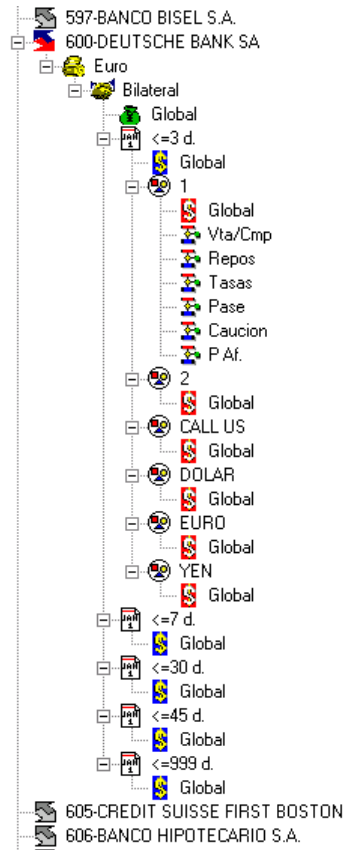 597-BANCO BISEL S.A.
600-DEUTSCHE BANK SA
Euro
Bilateral
Global
<=3 d.
Global
1
Global
Vta/Cmp
Repos
Tasas
Pase
Caucion
P Af.
2
Global
CALL US
Global
DOLAR
Global
EURO
Global
YEN
Global
<=7 d.
Global
<=30 d.
Global
<=45 d.
Global
<=999 d.
Global
605-CREDIT SUISSE FIRST BOSTON
606-BANCO HIPOTECARIO S.A.